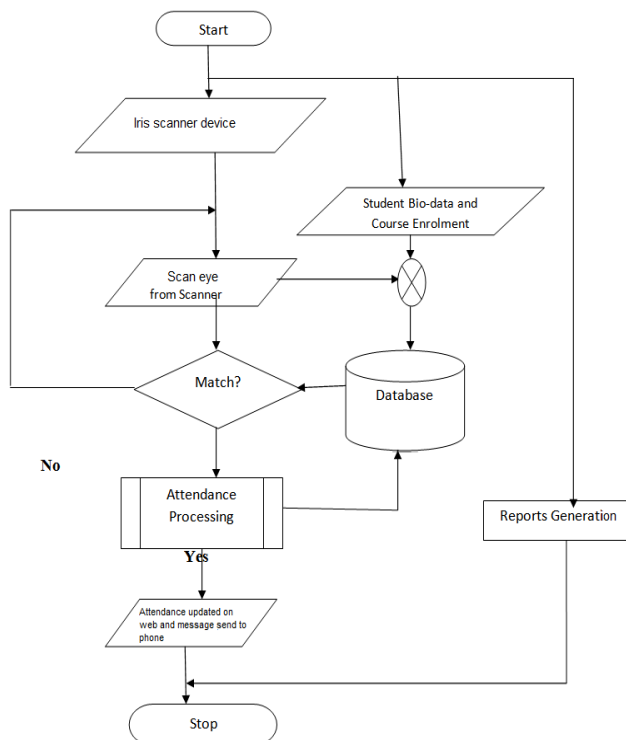 Start
Iris scanner device
Student Bio-data and
Course Enrolment
Scan eye
from Scanner
Match?
Database
No
Attendance
Processing
Reports Generation
Yes
Attendance updated on
web and message send to
phone
Stop